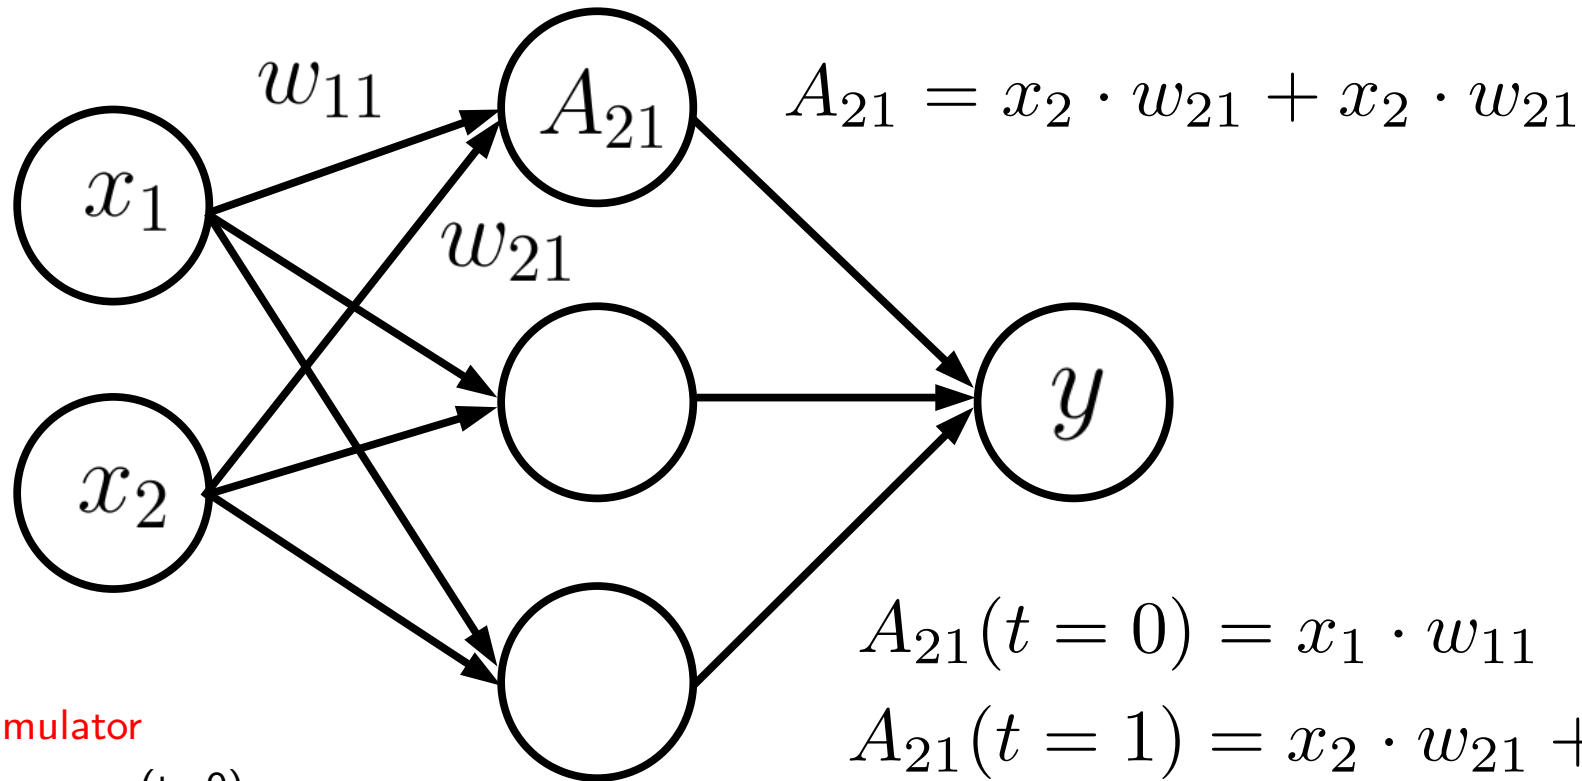 w₁₁
A₂₁
A₂₁ = x₂ · w₂₁ + x₂ · w₂₁
x₁
w₂₁
y
x₂
A₂₁(t = 0) = x₁ · w₁₁
mulator
A₂₁(t = 1) = x₂ · w₂₁ +
(t=0)